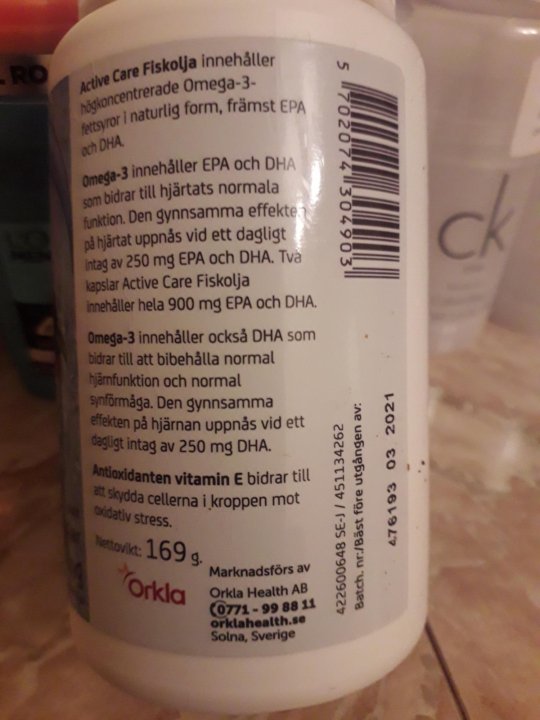 Active Care Fiskolja innehåller
högkoncentrerade Omega-3-
fettsyror i naturlig form, främst EPA
och DHA.
Omega-3 innehåller EPA och DHA
som bidrar till hjärtats normala
funktion. Den gynnsamma effekten
på hjärtat uppnås vid ett dagligt
intag av 250 mg EPA och DHA. Två
kapslar Active Care Fiskolja
innehåller hela 900 mg EPA och DHA.
Omega-3 innehåller också DHA som
bidrar till att bibehålla normal
hjärnfunktion och normal
synförmåga. Den gynnsamma
effekten på hjärnan uppnås vid ett
dagligt intag av 250 mg DHA.
Antioxidanten vitamin E bidrar till
att skydda cellerna i kroppen mot
oxidativ stress.
Nettovikt: 169 g.
Orkla
Marknadsförs av
Orkla Health AB
0771 - 99 88 11
orklahealth.se
Solna, Sverige
5 702074 304903
422600648 SE-J / 451134262
Batch. nr:/Bäst före utgången av:
476193 03 2021
ck